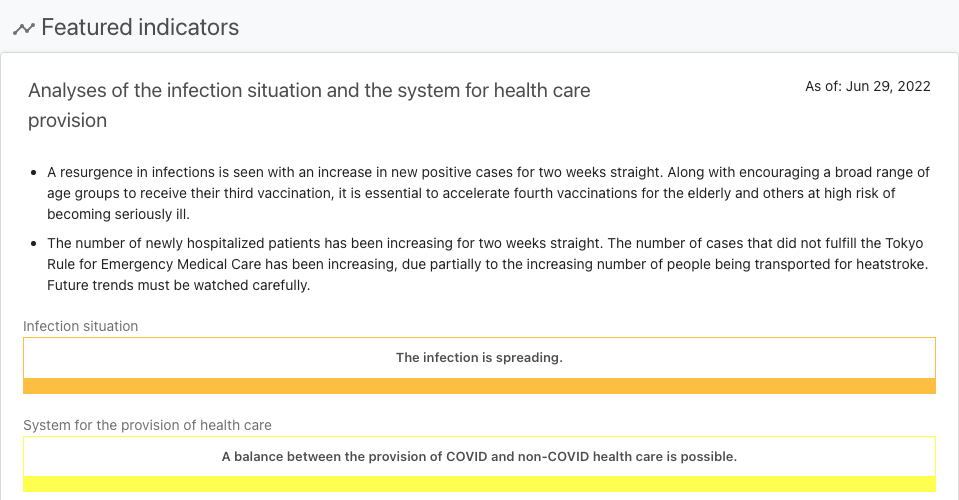 Featured indicators
Analyses of the infection situation and the system for health care
provision
As of: Jun 29, 2022
A resurgence in infections is seen with an increase in new positive cases for two weeks straight. Along with encouraging a broad range of
age groups to receive their third vaccination, it is essential to accelerate fourth vaccinations for the elderly and others at high risk of
becoming seriously ill.
The number of newly hospitalized patients has been increasing for two weeks straight. The number of cases that did not fulfill the Tokyo
Rule for Emergency Medical Care has been increasing, due partially to the increasing number of people being transported for heatstroke.
Future trends must be watched carefully.
Infection situation
The infection is spreading.
System for the provision of health care
A balance between the provision of COVID and non-COVID health care is possible.